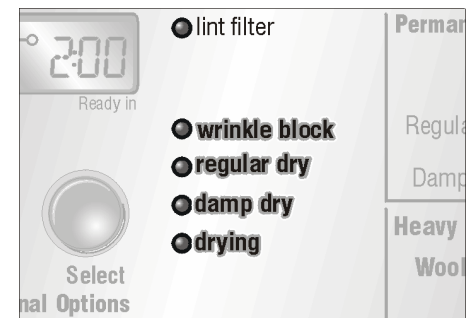 lint filter
Perman
2:00
Ready in
wrinkle block
Regula
regular dry
Damp
damp dry
Heavy
drying
Wool
Select
nal Options